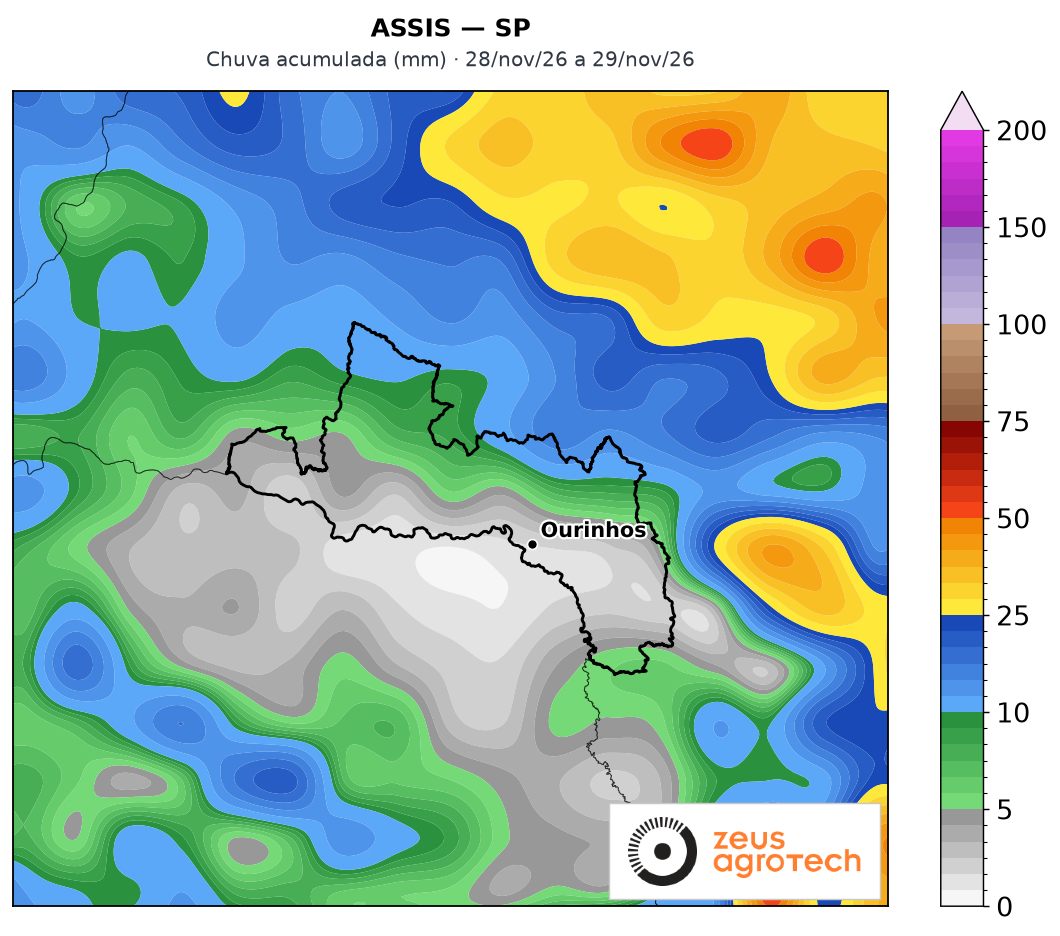 ASSIS — SP
Chuva acumulada (mm) · 28/nov/26 a 29/nov/26
200
150
100
75
50
25
10
5
0
Ourinhos
zeus
agroTech